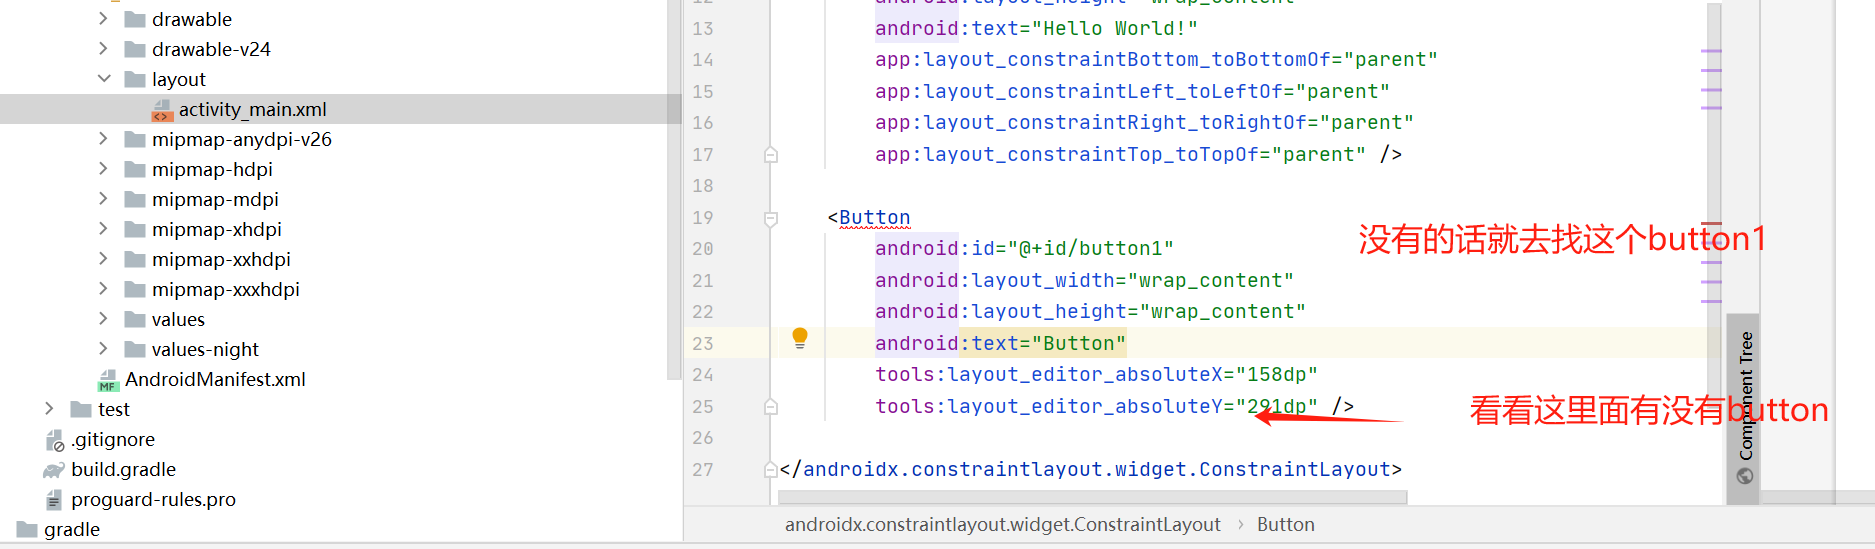 drawable
drawable-v24
layout
activity_main.xml
mipmap-anydpi-v26
mipmap-hdpi
mipmap-mdpi
mipmap-xhdpi
mipmap-xxhdpi
mipmap-xxxhdpi
values
values-night
MF AndroidManifest.xml
test
.gitignore
build.gradle
proguard-rules.pro
gradle
13 android:text="Hello World!"
14 app:layout_constraintBottom_toBottomOf="parent"
15 app:layout_constraintLeft_toLeftOf="parent"
16 app:layout_constraintRight_toRightOf="parent"
17 app:layout_constraintTop_toTopOf="parent" />
18
19 <Button
20 android:id="@+id/button1"
没有的话就去找这个button1
21 android:layout_width="wrap_content"
22 android:layout_height="wrap_content"
23 android:text="Button"
24 tools:layout_editor_absoluteX="158dp"
25 tools:layout_editor_absoluteY="291dp" />
看看这里面有没有button
26
27 </androidx.constraintlayout.widget.ConstraintLayout>
Component Tree
androidx.constraintlayout.widget.ConstraintLayout › Button